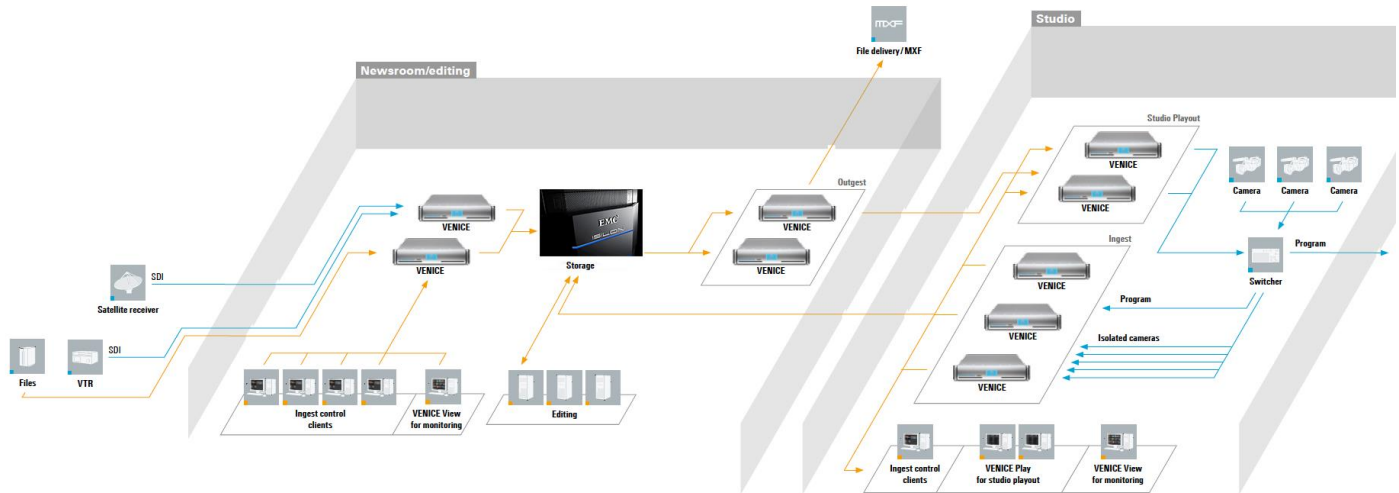 mxf
File delivery/MXF
Studio
Newsroom/editing
Studio Playout
VENICE
VENICE
Camera
Camera
Camera
Outgest
VENICE
VENICE
EMC
ISILON
Storage
VENICE
VENICE
Ingest
VENICE
VENICE
VENICE
Program
Switcher
Program
Isolated cameras
SDI
Satellite receiver
SDI
Files
VTR
Ingest control
clients
VENICE View
for monitoring
Editing
Ingest control
clients
VENICE Play
for studio playout
VENICE View
for monitoring